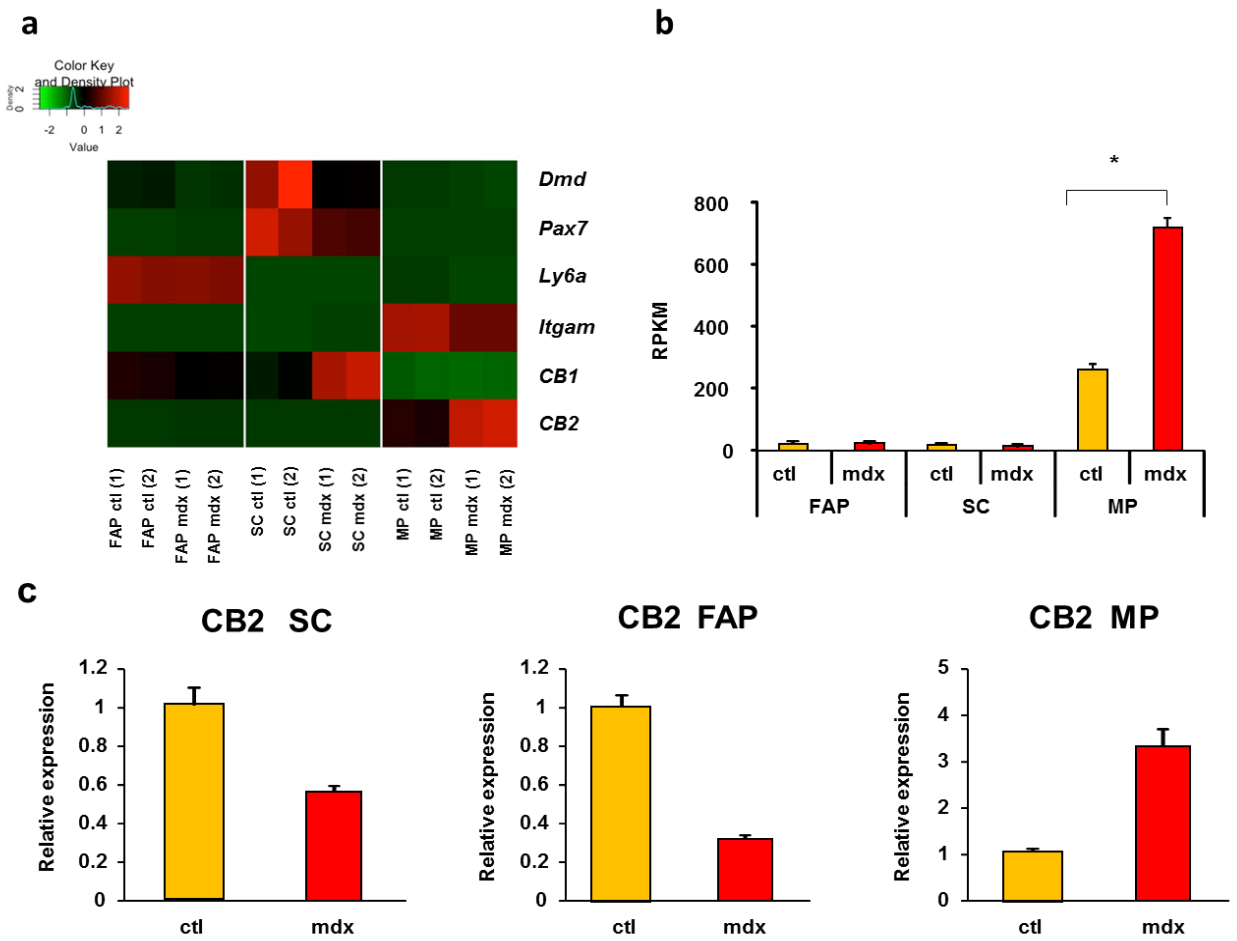 a
Color Key
and Density Plot
Density
0 2
-2 0 1 2
Value
Dmd
Pax7
Ly6a
Itgam
CB1
CB2
FAP ctl (1)
FAP ctl (2)
FAP mdx (1)
FAP mdx (2)
SC ctl (1)
SC ctl (2)
SC mdx (1)
SC mdx (2)
MP ctl (1)
MP ctl (2)
MP mdx (1)
MP mdx (2)
b
*
RPKM
800
600
400
200
0
ctl mdx ctl mdx ctl mdx
FAP SC MP
c
CB2 SC
Relative expression
1.2
1
0.8
0.6
0.4
0.2
0
ctl mdx
CB2 FAP
Relative expression
1.2
1
0.8
0.6
0.4
0.2
0
ctl mdx
CB2 MP
Relative expression
5
4
3
2
1
0
ctl mdx